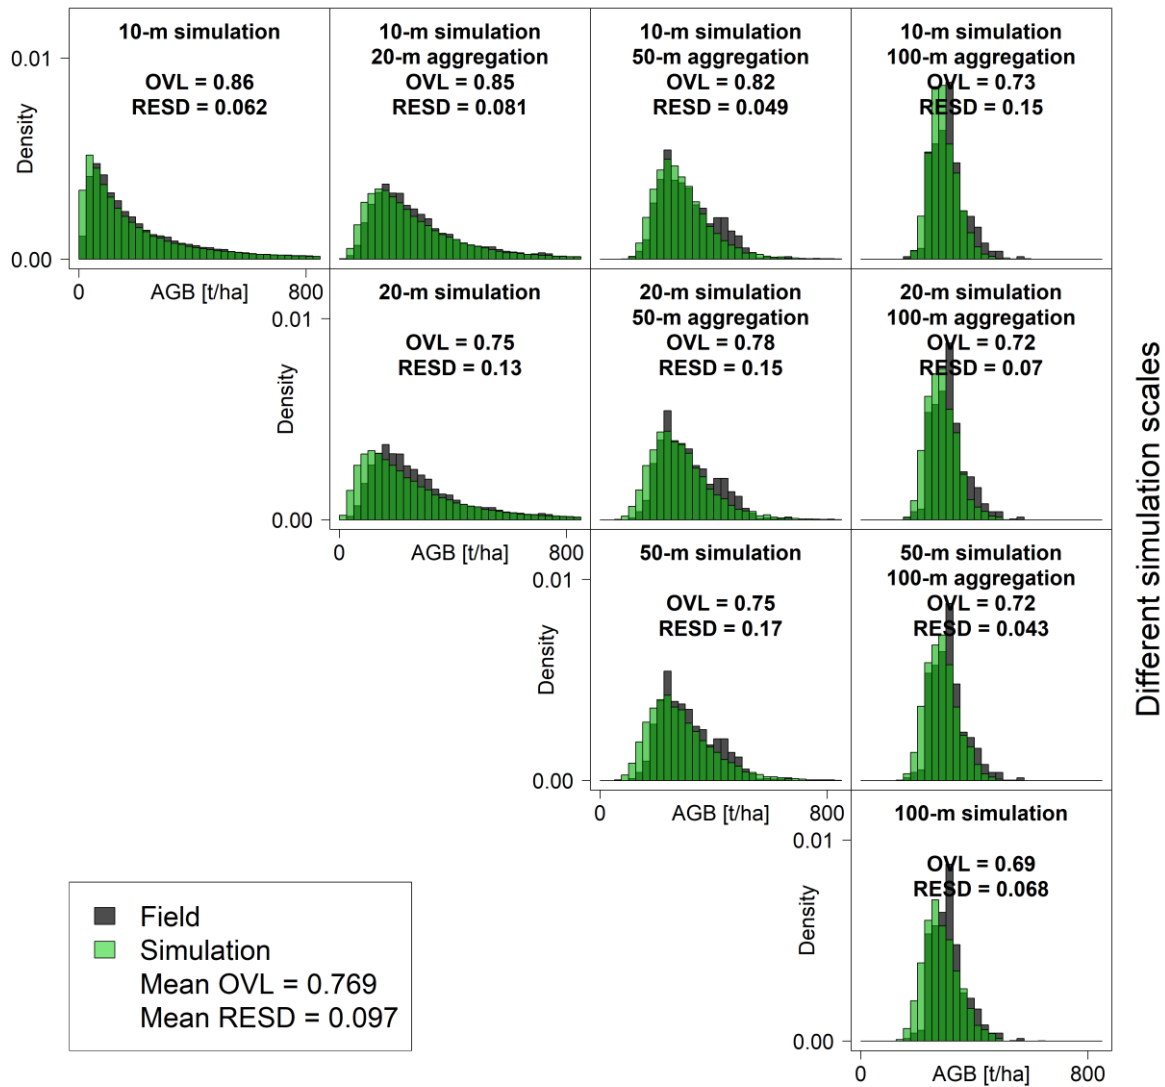 10-m simulation
OVL = 0.86
RESD = 0.062
10-m simulation
20-m aggregation
OVL = 0.85
RESD = 0.081
10-m simulation
50-m aggregation
OVL = 0.82
RESD = 0.049
10-m simulation
100-m aggregation
OVL = 0.73
RESD = 0.15
0.01
Density
0.00
0
AGB [t/ha]
800
20-m simulation
OVL = 0.75
RESD = 0.13
20-m simulation
50-m aggregation
OVL = 0.78
RESD = 0.15
20-m simulation
100-m aggregation
OVL = 0.72
RESD = 0.07
0.01
Density
0.00
0
AGB [t/ha]
800
50-m simulation
OVL = 0.75
RESD = 0.17
50-m simulation
100-m aggregation
OVL = 0.72
RESD = 0.043
0.01
Density
0.00
0
AGB [t/ha]
800
100-m simulation
OVL = 0.69
RESD = 0.068
0.01
Density
0.00
0
AGB [t/ha]
800
Different simulation scales
Field
Simulation
Mean OVL = 0.769
Mean RESD = 0.097